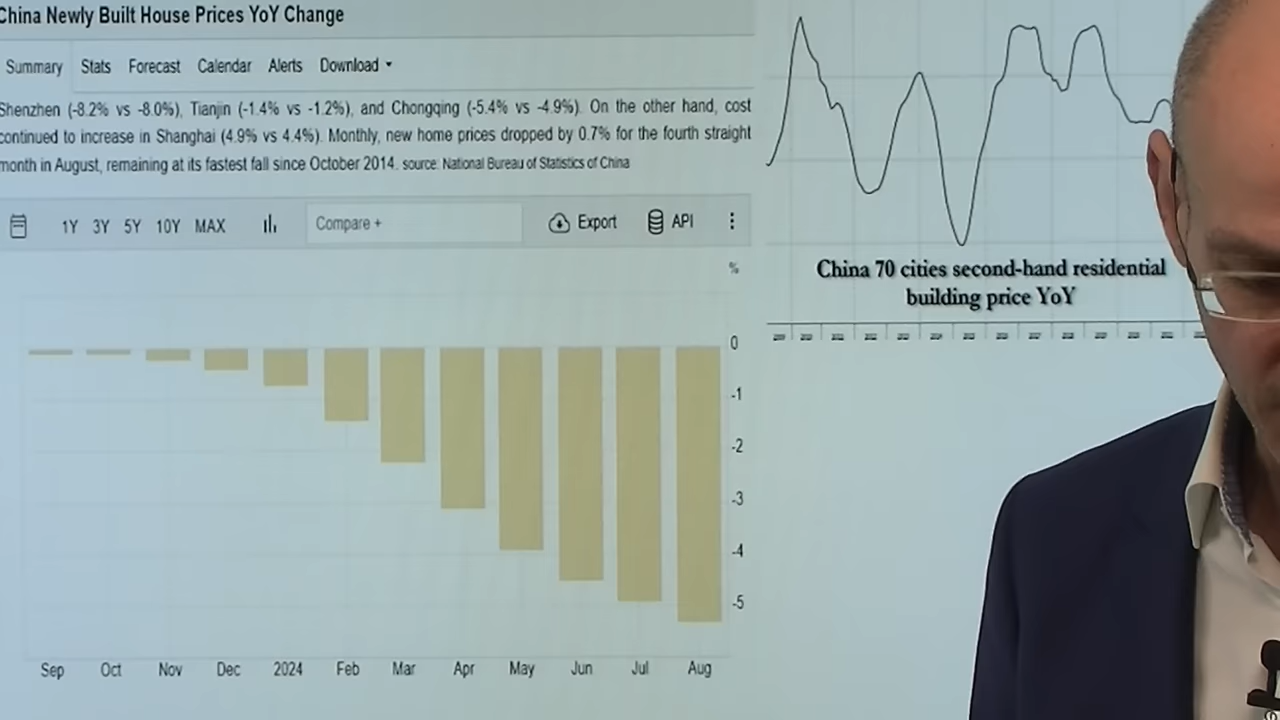 China Newly Built House Prices YoY Change
Summary Stats Forecast Calendar Alerts Download
Shenzhen (-8.2% vs -8.0%), Tianjin (-1.4% vs -1.2%), and Chongqing (-5.4% vs -4.9%). On the other hand, cost
continued to increase in Shanghai (4.9% vs 4.4%). Monthly, new home prices dropped by 0.7% for the fourth straight
month in August, remaining at its fastest fall since October 2014. source: National Bureau of Statistics of China
1Y 3Y 5Y 10Y MAX Compare + Export API
%
0
-1
-2
-3
-4
-5
Sep Oct Nov Dec 2024 Feb Mar Apr May Jun Jul Aug
China 70 cities second-hand residential
building price YoY